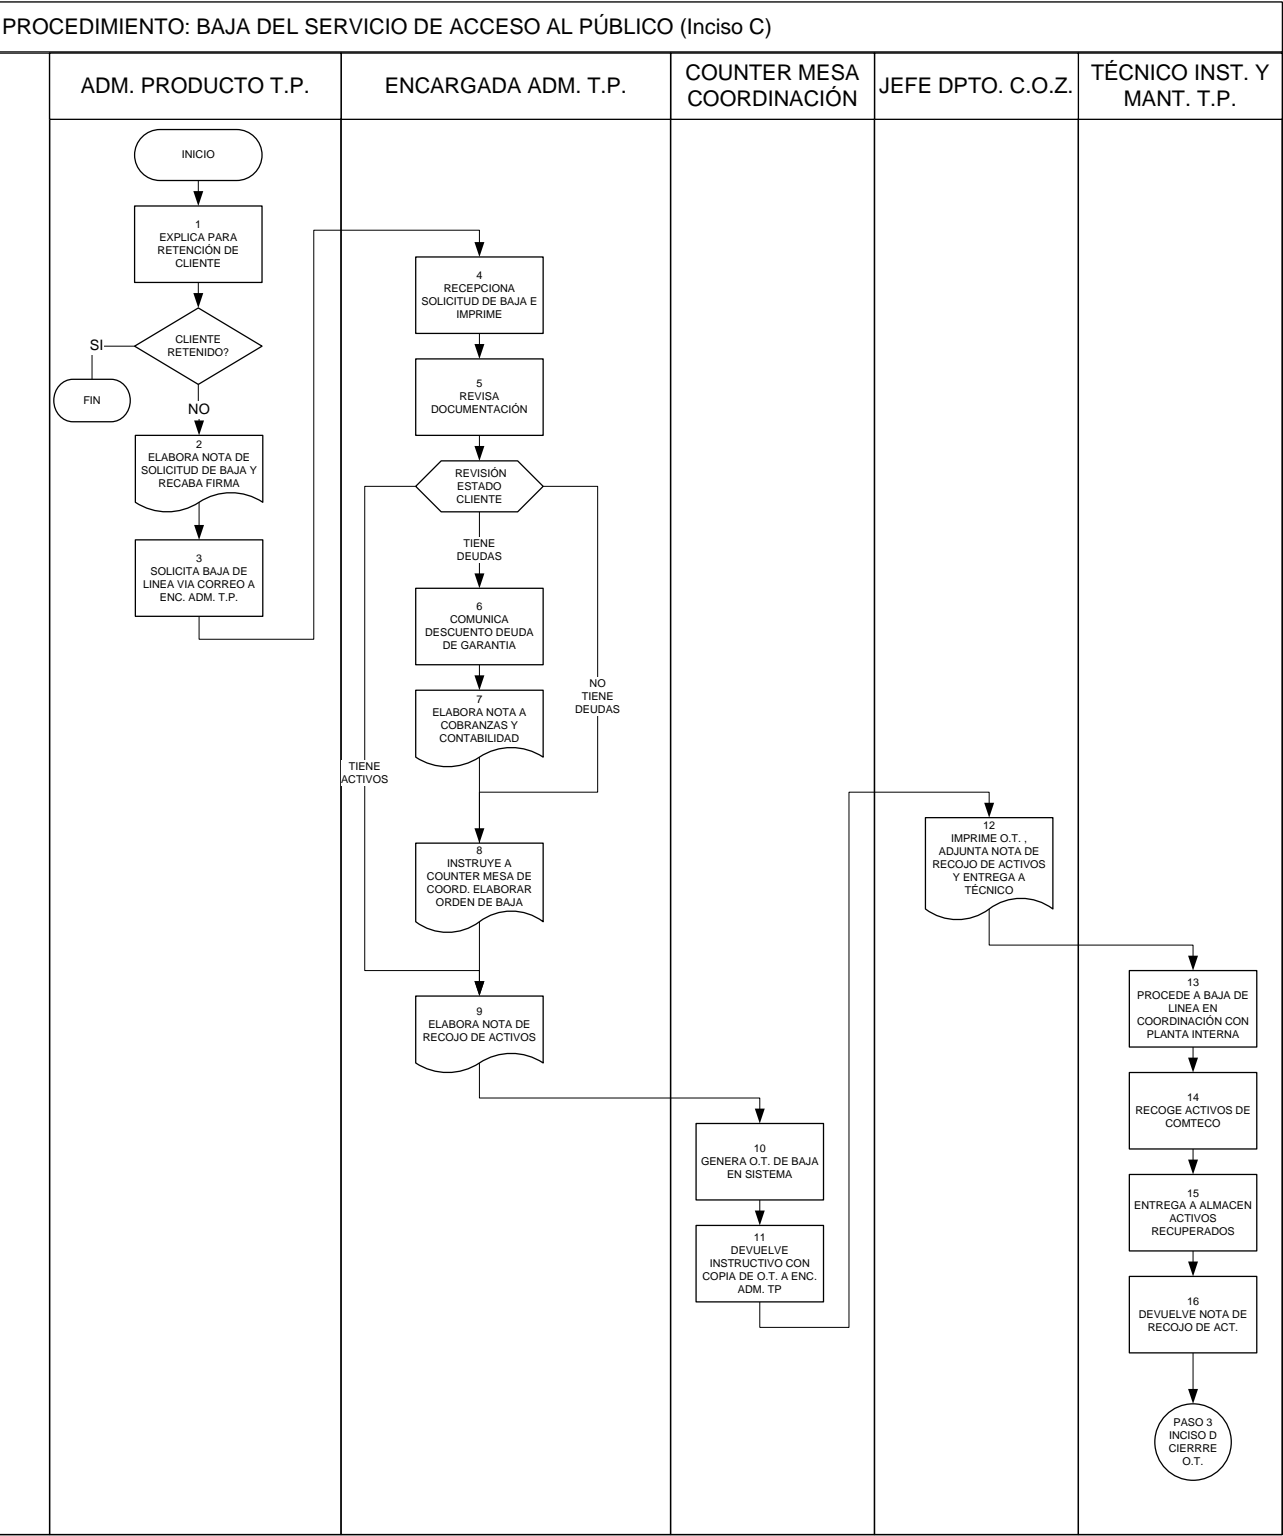 PROCEDIMIENTO: BAJA DEL SERVICIO DE ACCESO AL PÚBLICO (Inciso C)
ADM. PRODUCTO T.P.
ENCARGADA ADM. T.P.
COUNTER MESA
COORDINACIÓN
JEFE DPTO. C.O.Z.
TÉCNICO INST. Y
MANT. T.P.
INICIO
1
EXPLICA PARA
RETENCIÓN DE
CLIENTE
CLIENTE
RETENIDO?
SI
FIN
NO
2
ELABORA NOTA DE
SOLICITUD DE BAJA Y
RECABA FIRMA
3
SOLICITA BAJA DE
LINEA VIA CORREO A
ENC. ADM. T.P.
4
RECEPCIONA
SOLICITUD DE BAJA E
IMPRIME
5
REVISA
DOCUMENTACIÓN
REVISIÓN
ESTADO
CLIENTE
TIENE
DEUDAS
6
COMUNICA
DESCUENTO DEUDA
DE GARANTIA
NO
TIENE
DEUDAS
7
ELABORA NOTA A
COBRANZAS Y
CONTABILIDAD
TIENE
ACTIVOS
8
INSTRUYE A
COUNTER MESA DE
COORD. ELABORAR
ORDEN DE BAJA
9
ELABORA NOTA DE
RECOJO DE ACTIVOS
10
GENERA O.T. DE BAJA
EN SISTEMA
11
DEVUELVE
INSTRUCTIVO CON
COPIA DE O.T. A ENC.
ADM. TP
12
IMPRIME O.T. ,
ADJUNTA NOTA DE
RECOJO DE ACTIVOS
Y ENTREGA A
TÉCNICO
13
PROCEDE A BAJA DE
LINEA EN
COORDINACIÓN CON
PLANTA INTERNA
14
RECOGE ACTIVOS DE
COMTECO
15
ENTREGA A ALMACEN
ACTIVOS
RECUPERADOS
16
DEVUELVE NOTA DE
RECOJO DE ACT.
PASO 3
INCISO D
CIERRRE
O.T.